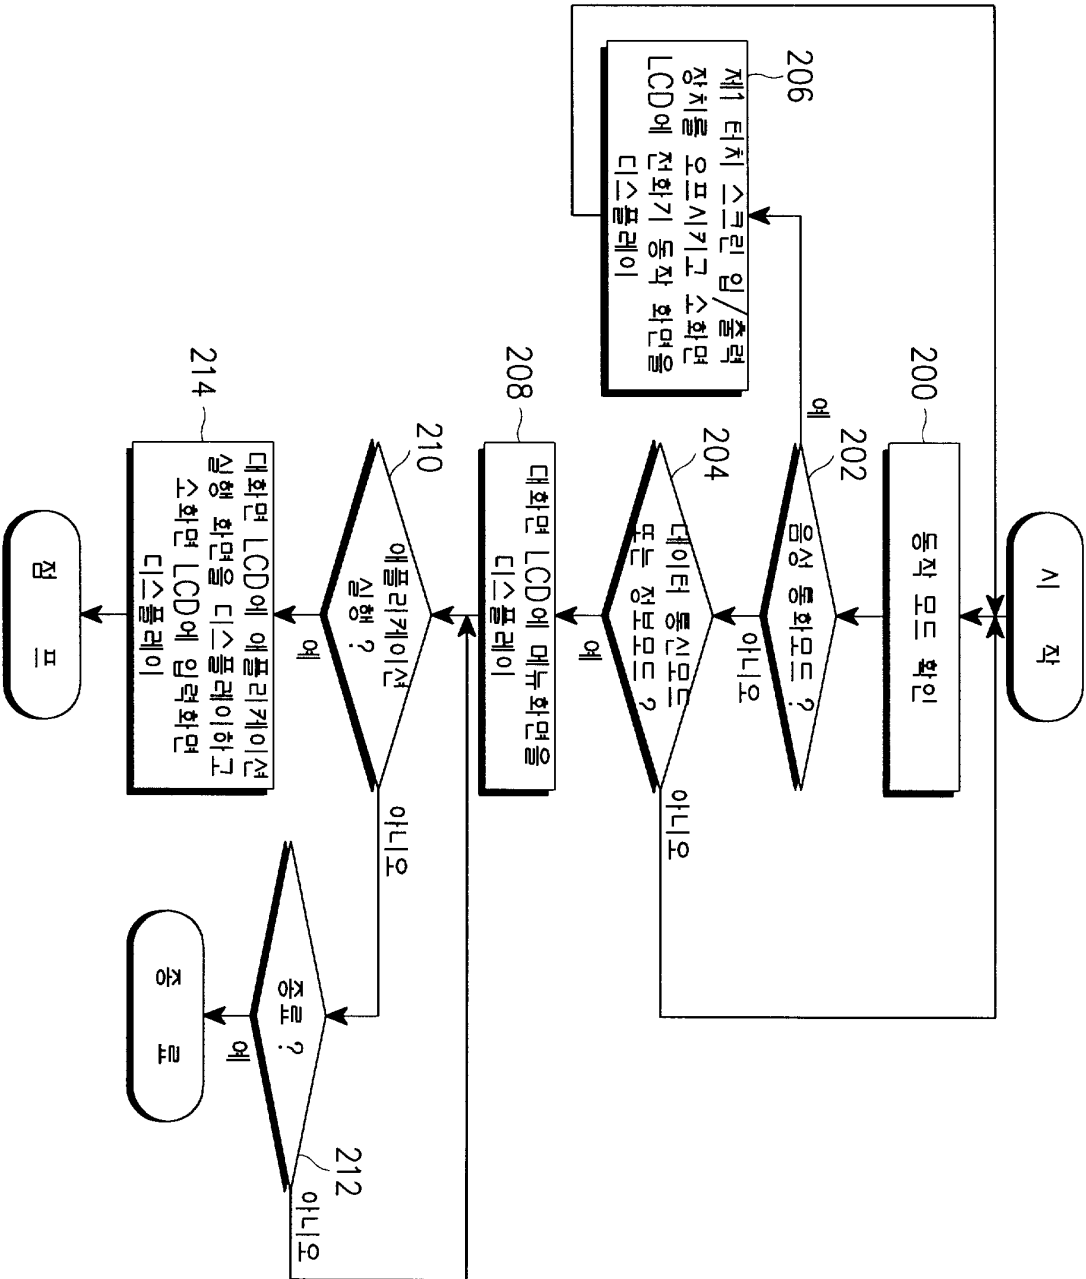 시 작
200
동작 모드 확인
202
음성 통화모드 ?
예
아니오
206
제1 터치 스크린 입/출력
장치를 오프시키고 소화면
LCD에 전화기 동작 화면을
디스플레이
204
데이터 통신모드
또는 정보모드 ?
아니오
예
208
대화면 LCD에 메뉴화면을
디스플레이
210
애플리케이션
실행 ?
아니오
예
212
종료 ?
아니오
예
214
대화면 LCD에 애플리케이션
실행 화면을 디스플레이하고
소화면 LCD에 입력화면
디스플레이
점 프
종 료